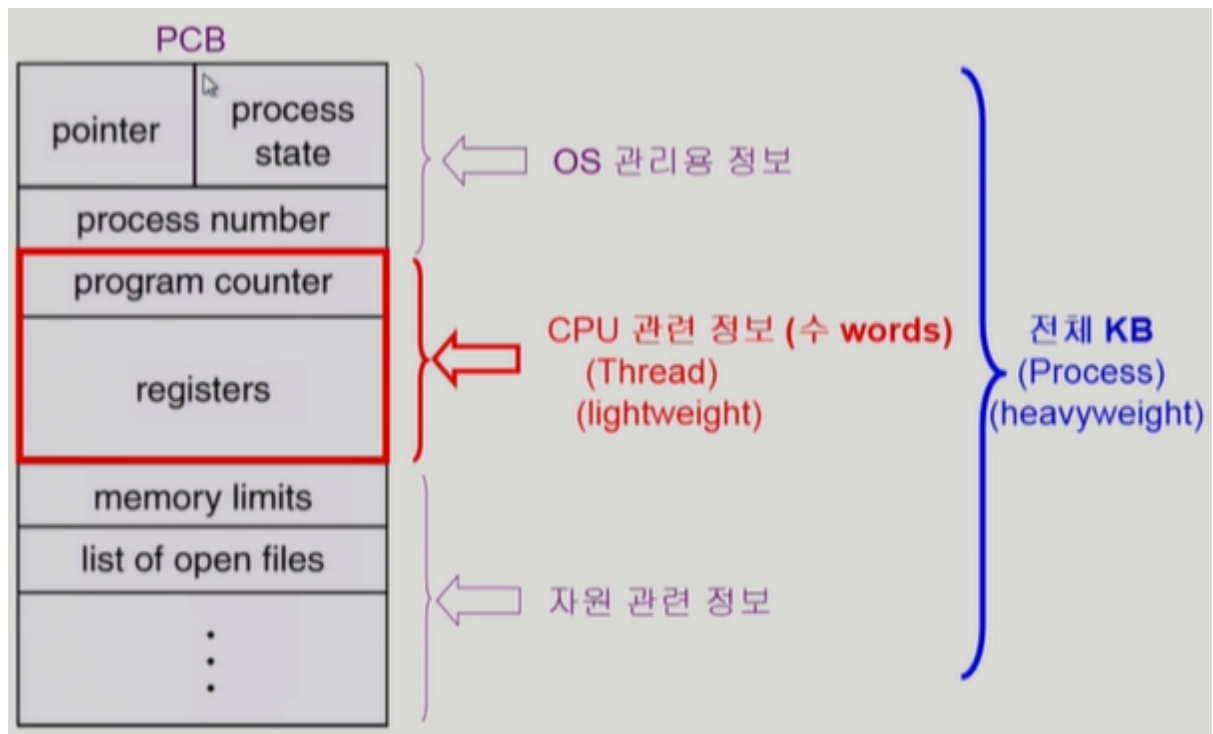 PCB
pointer
process
state
process number
program counter
registers
memory limits
list of open files
OS 관리용 정보
CPU 관련 정보 (수 words)
(Thread)
(lightweight)
자원 관련 정보
전체 KB
(Process)
(heavyweight)